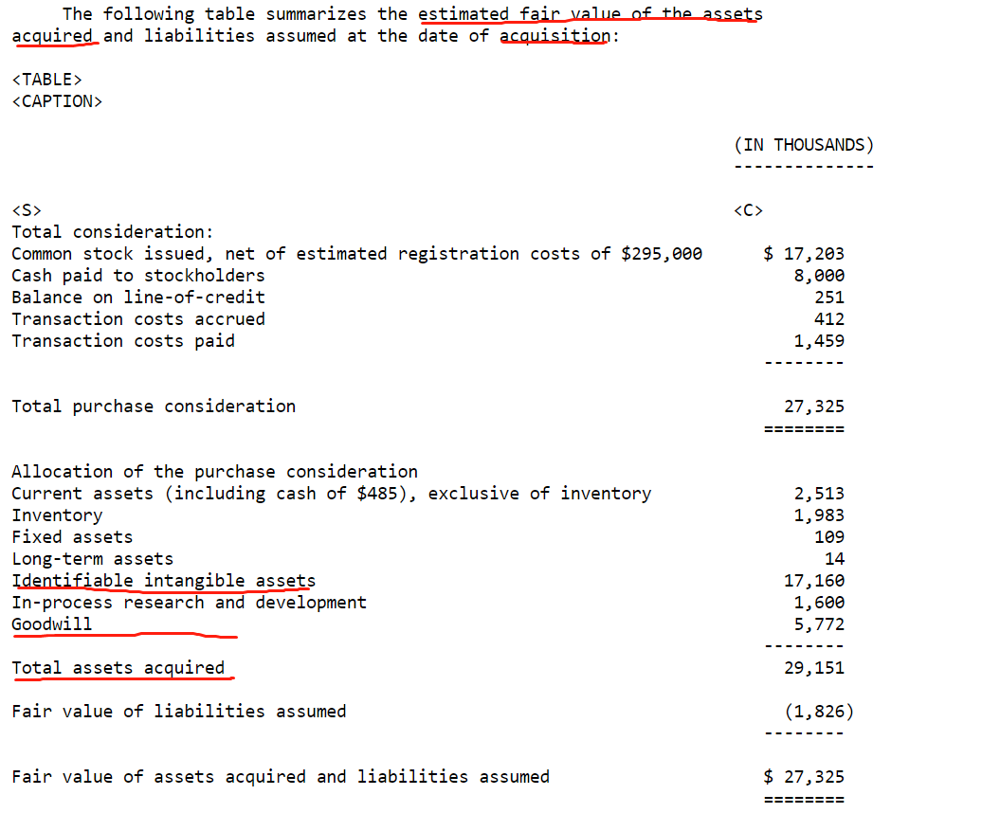 The following table summarizes the estimated fair value of the assets
acquired and liabilities assumed at the date of acquisition:
<TABLE>
<CAPTION>
(IN THOUSANDS)
--------------
<S> <C>
Total consideration:
Common stock issued, net of estimated registration costs of $295,000 $ 17,203
Cash paid to stockholders 8,000
Balance on line-of-credit 251
Transaction costs accrued 412
Transaction costs paid 1,459
--------
Total purchase consideration 27,325
========
Allocation of the purchase consideration
Current assets (including cash of $485), exclusive of inventory 2,513
Inventory 1,983
Fixed assets 109
Long-term assets 14
Identifiable intangible assets 17,160
In-process research and development 1,600
Goodwill 5,772
--------
Total assets acquired 29,151
Fair value of liabilities assumed (1,826)
--------
Fair value of assets acquired and liabilities assumed $ 27,325
========